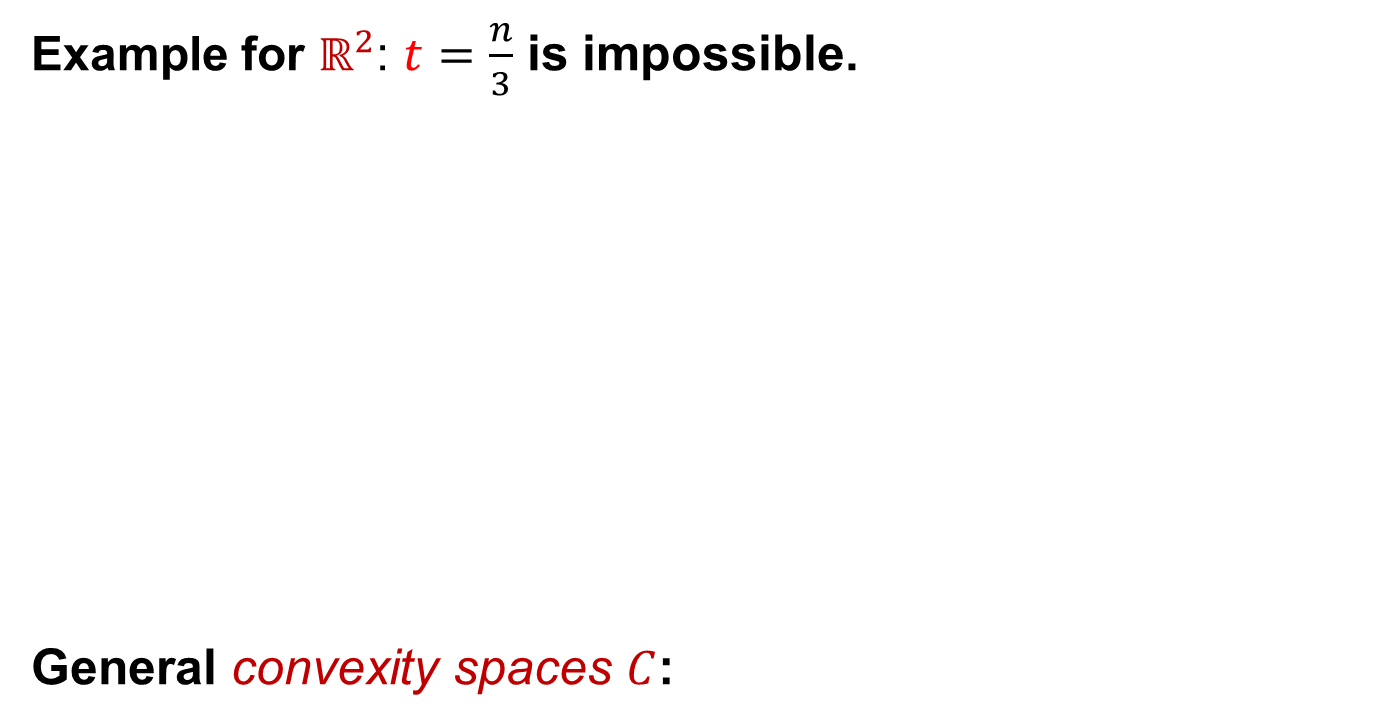 Example for ℝ²: t = n/3 is impossible.
General convexity spaces C: